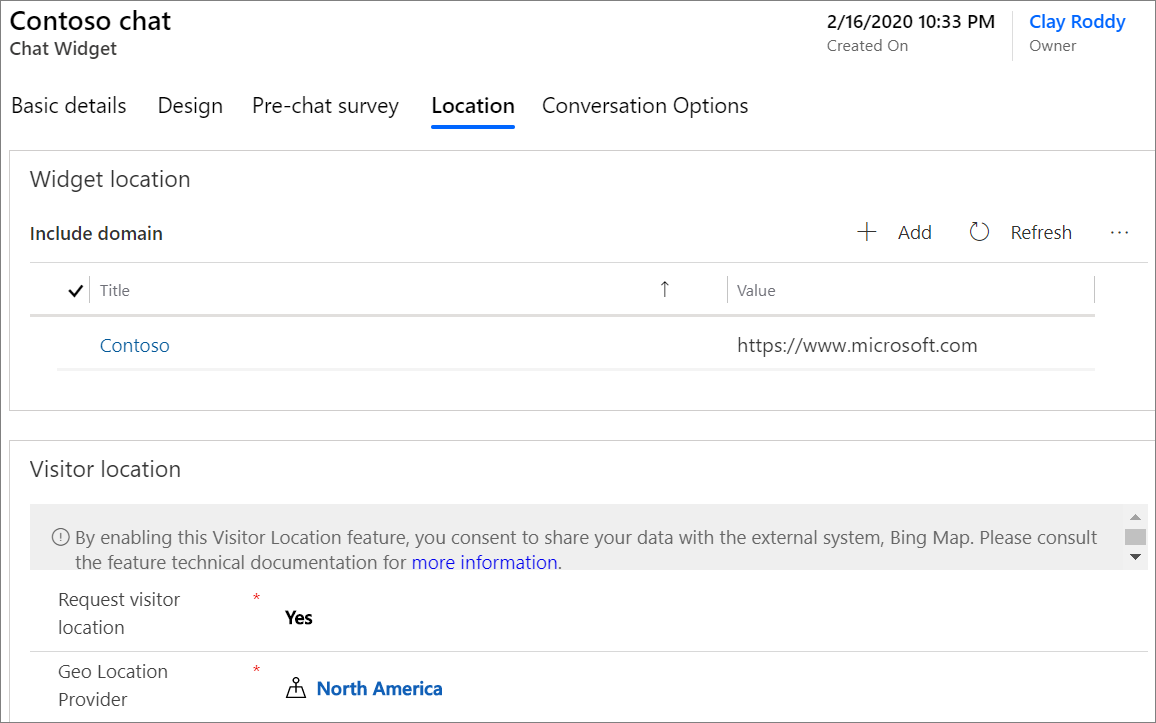 Contoso chat
Chat Widget
2/16/2020 10:33 PM
Created On
Clay Roddy
Owner
Basic details Design Pre-chat survey Location Conversation Options
Widget location
Include domain
Add Refresh ...
Title Value
Contoso https://www.microsoft.com
Visitor location
By enabling this Visitor Location feature, you consent to share your data with the external system, Bing Map. Please consult
the feature technical documentation for more information.
Request visitor *
location
Yes
Geo Location *
Provider
North America